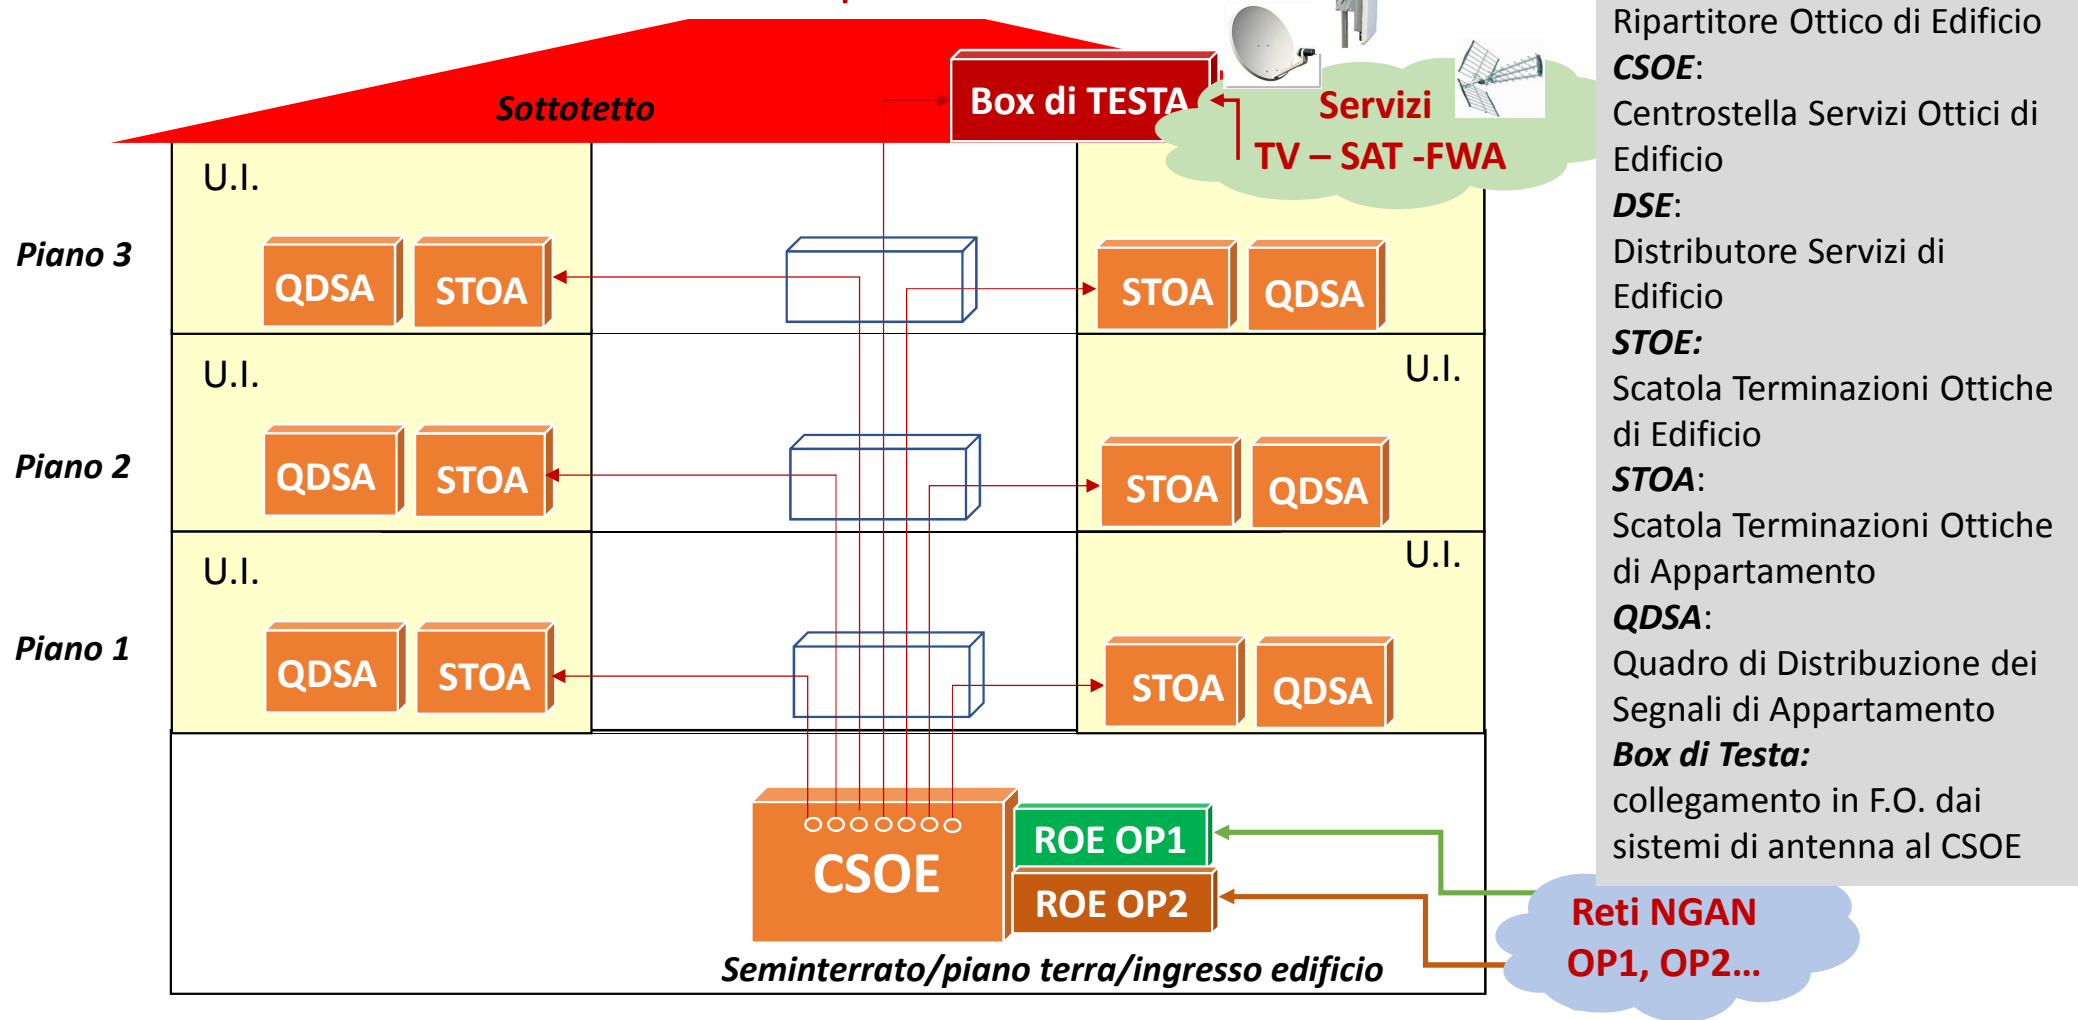 Sottotetto
Box di TESTA
Servizi
TV – SAT -FWA
Piano 3
U.I.
QDSA
STOA
STOA
QDSA
Piano 2
U.I.
U.I.
QDSA
STOA
STOA
QDSA
Piano 1
U.I.
U.I.
QDSA
STOA
STOA
QDSA
CSOE
ROE OP1
ROE OP2
Seminterrato/piano terra/ingresso edificio
Reti NGAN
OP1, OP2...
Ripartitore Ottico di Edificio
CSOE:
Centrostella Servizi Ottici di
Edificio
DSE:
Distributore Servizi di
Edificio
STOE:
Scatola Terminazioni Ottiche
di Edificio
STOA:
Scatola Terminazioni Ottiche
di Appartamento
QDSA:
Quadro di Distribuzione dei
Segnali di Appartamento
Box di Testa:
collegamento in F.O. dai
sistemi di antenna al CSOE